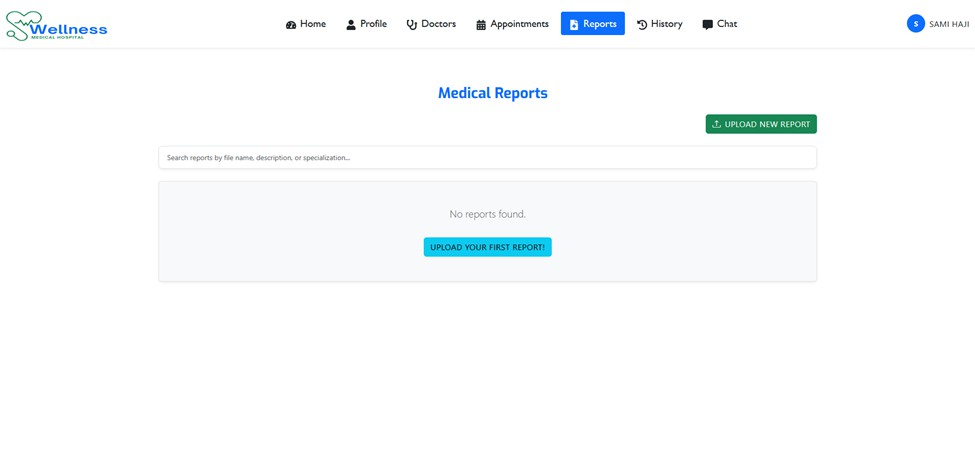 Wellness
MEDICAL HOSPITAL
Home Profile Doctors Appointments Reports History Chat
S SAMI HAJI
Medical Reports
UPLOAD NEW REPORT
Search reports by file name, description, or specialization...
No reports found.
UPLOAD YOUR FIRST REPORT!